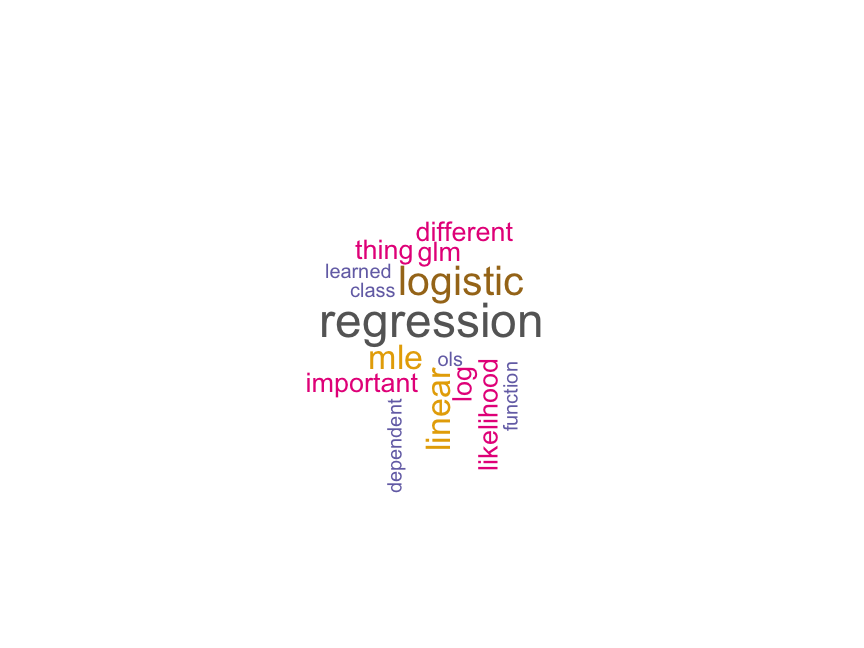 different
thing
glm
learned
logistic
class
regression
mle
ols
important
linear
log
likelihood
function
dependent